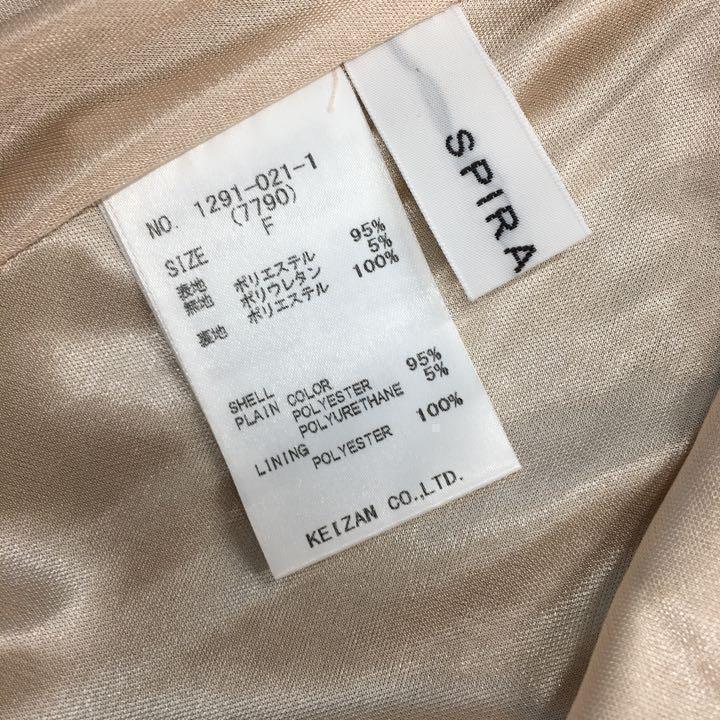 NO. 1291-021-1
(7790)
SIZE F
表地
無地 ポリエステル 95%
ポリウレタン 5%
裏地 ポリエステル 100%
SHELL
PLAIN COLOR
POLYESTER 95%
POLYURETHANE 5%
LINING
POLYESTER 100%
KEIZAN CO.,LTD.
SPIRA